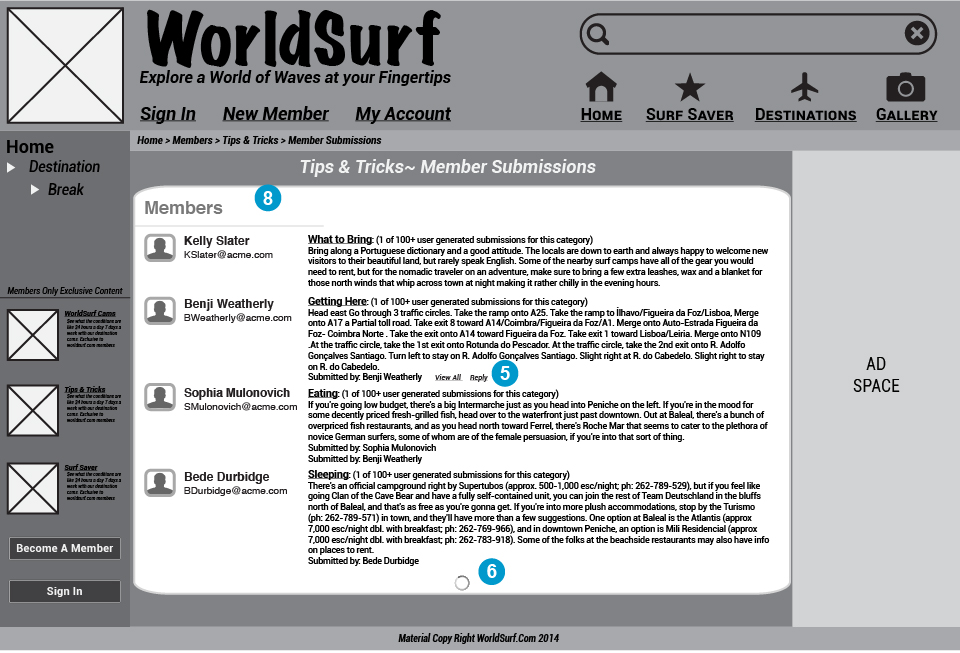 WorldSurf
Explore a World of Waves at your Fingertips
Sign In New Member My Account
Home Surf Saver Destinations Gallery
Home > Members > Tips & Tricks > Member Submissions
Home
Destination
Break
Members Only Exclusive Content
WorldSurf Cams
See what the conditions are
like 24 hours a day 7 days a
week with our destination
cams. Exclusive to
worldsurf.com members
Tips & Tricks
See what the conditions are
like 24 hours a day 7 days a
week with our destination
cams. Exclusive to
worldsurf.com members
Surf Saver
See what the conditions are
like 24 hours a day 7 days a
week with our destination
cams. Exclusive to
worldsurf.com members
Become A Member
Sign In
Tips & Tricks~ Member Submissions
8
Members
Kelly Slater
KSlater@acme.com
What to Bring: (1 of 100+ user generated submissions for this category)
Bring along a Portuguese dictionary and a good attitude. The locals are down to earth and always happy to welcome new
visitors to their beautiful land, but rarely speak English. Some of the nearby surf camps have all of the gear you would
need to rent, but for the nomadic traveler on an adventure, make sure to bring a few extra leashes, wax and a blanket for
those north winds that whip across town at night making it rather chilly in the evening hours.
Benji Weatherly
BWeatherly@acme.com
Getting Here: (1 of 100+ user generated submissions for this category)
Head east Go through 3 traffic circles. Take the ramp onto A25. Take the ramp to Ílhavo/Figueira da Foz/Lisboa, Merge
onto A17 a Partial toll road. Take exit 8 toward A14/Coimbra/Figueira da Foz/A1. Merge onto Auto-Estrada Figueira da
Foz- Coimbra Norte . Take the exit onto A14 toward Figueira da Foz. Take exit 1 toward Lisboa/Leiria. Merge onto N109
.At the traffic circle, take the 1st exit onto Rotunda do Pescador. At the traffic circle, take the 2nd exit onto R. Adolfo
Gonçalves Santiago. Turn left to stay on R. Adolfo Gonçalves Santiago. Slight right at R. do Cabedelo. Slight right to stay
on R. do Cabedelo.
Submitted by: Benji Weatherly View All Reply 5
Sophia Mulonovich
SMulonovich@acme.com
Eating: (1 of 100+ user generated submissions for this category)
If you're going low budget, there's a big Intermarche just as you head into Peniche on the left. If you're in the mood for
some decently priced fresh-grilled fish, head over to the waterfront just past downtown. Out at Baleal, there's a bunch of
overpriced fish restaurants, and as you head north toward Ferrel, there's Roche Mar that seems to cater to the plethora of
novice German surfers, some of whom are of the female persuasion, if you're into that sort of thing.
Submitted by: Sophia Mulonovich
Submitted by: Benji Weatherly
Bede Durbidge
BDurbidge@acme.com
Sleeping: (1 of 100+ user generated submissions for this category)
There's an official campground right by Supertubos (approx. 500-1,000 esc/night; ph: 262-789-529), but if you feel like
going Clan of the Cave Bear and have a fully self-contained unit, you can join the rest of Team Deutschland in the bluffs
north of Baleal, and that's as free as you're gonna get. If you're into more plush accommodations, stop by the Turismo
(ph: 262-789-571) in town, and they'll have more than a few suggestions. One option at Baleal is the Atlantis (approx
7,000 esc/night dbl. with breakfast; ph: 262-769-966), and in downtown Peniche, an option is Mili Residencial (approx
7,000 esc/night dbl. with breakfast; ph: 262-783-918). Some of the folks at the beachside restaurants may also have info
on places to rent.
Submitted by: Bede Durbidge
6
AD
SPACE
Material Copy Right WorldSurf.Com 2014